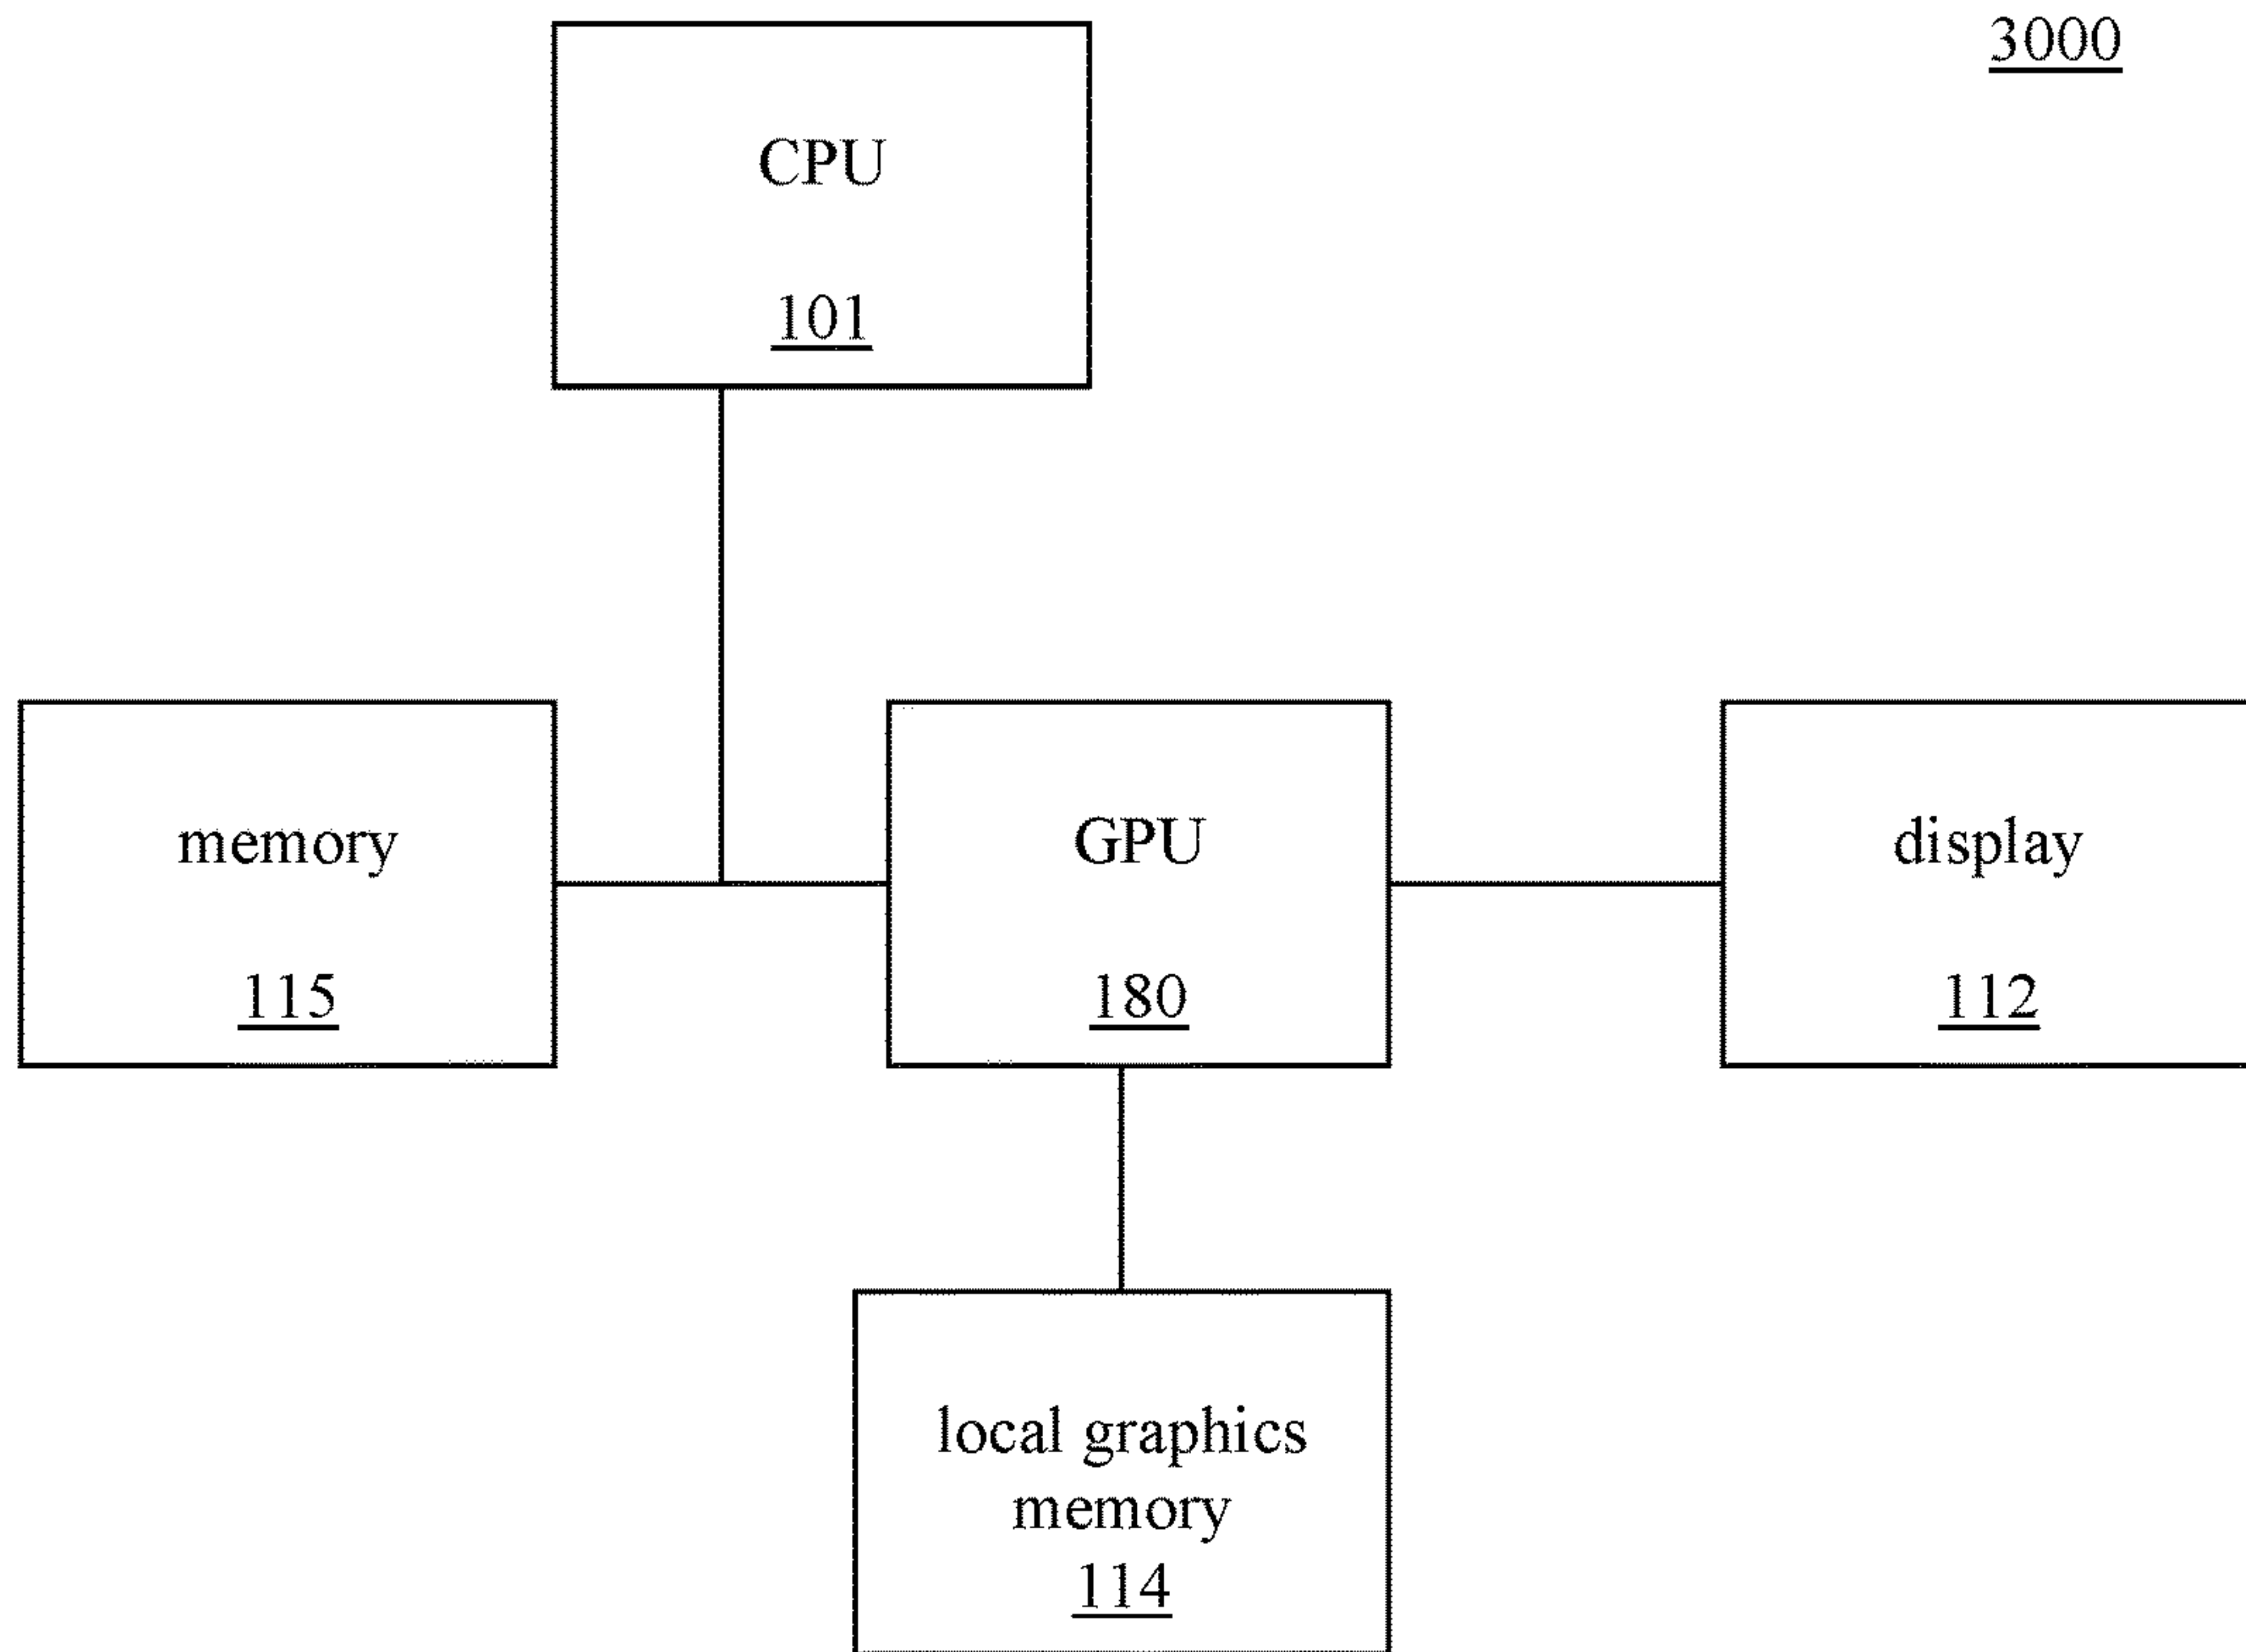 3000
CPU
101
memory
115
GPU
180
display
112
local graphics
memory
114